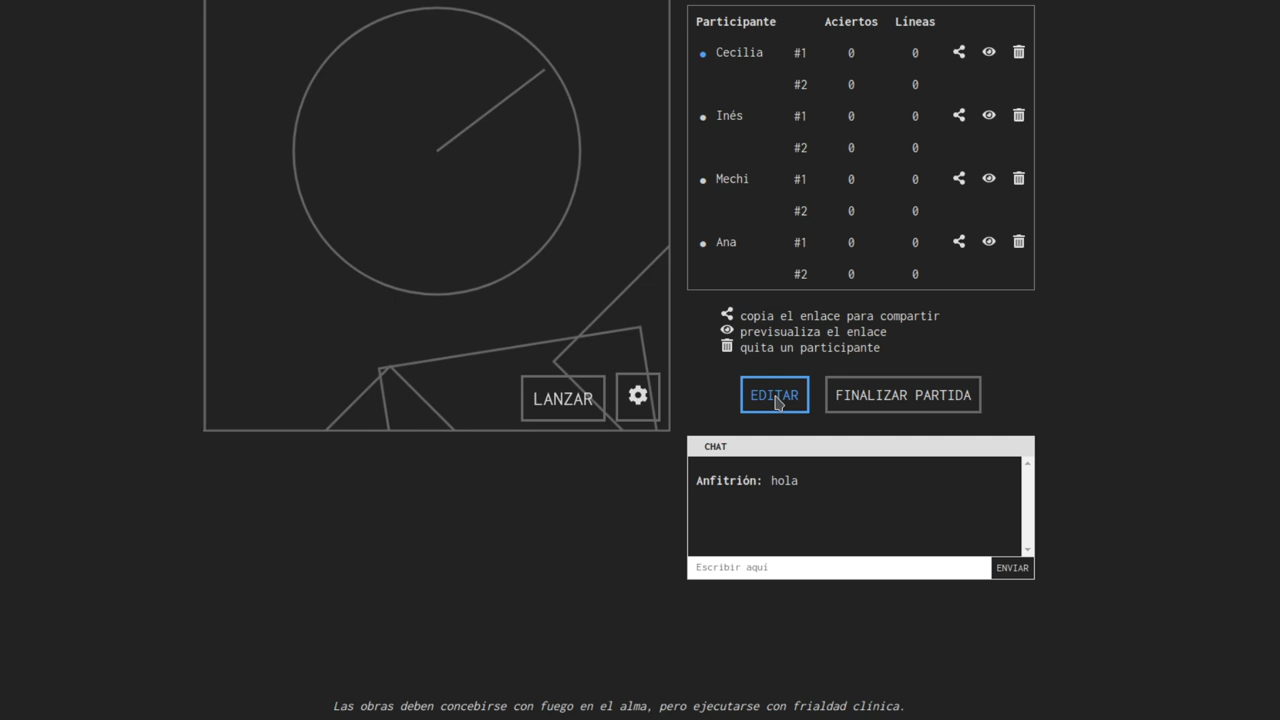 Participante Aciertos Líneas
Cecilia #1 0 0
#2 0 0
Inés #1 0 0
#2 0 0
Mechi #1 0 0
#2 0 0
Ana #1 0 0
#2 0 0
copia el enlace para compartir
previsualiza el enlace
quita un participante
LANZAR
EDITAR FINALIZAR PARTIDA
CHAT
Anfitrión: hola
Escribir aquí ENVIAR
Las obras deben concebirse con fuego en el alma, pero ejecutarse con frialdad clínica.